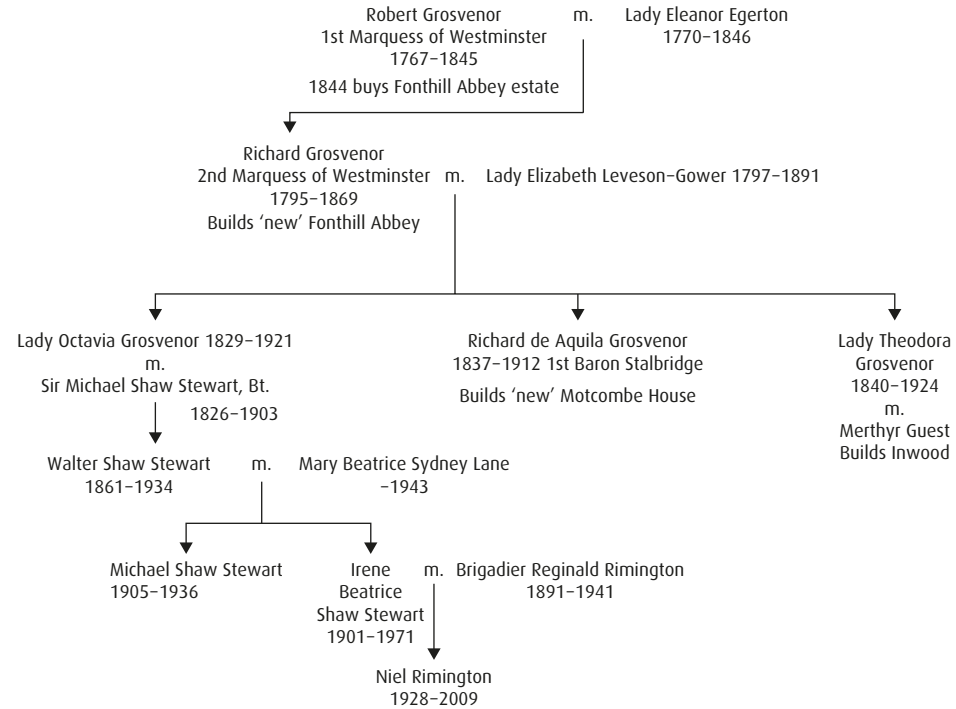 Robert Grosvenor m. Lady Eleanor Egerton
1st Marquess of Westminster 1770–1846
1767–1845
1844 buys Fonthill Abbey estate
Richard Grosvenor
2nd Marquess of Westminster m. Lady Elizabeth Leveson-Gower 1797–1891
1795–1869
Builds ‘new’ Fonthill Abbey
Lady Octavia Grosvenor 1829–1921
m.
Sir Michael Shaw Stewart, Bt.
1826–1903
Richard de Aquila Grosvenor
1837–1912 1st Baron Stalbridge
Builds ‘new’ Motcombe House
Lady Theodora
Grosvenor
1840–1924
m.
Merthyr Guest
Builds Inwood
Walter Shaw Stewart m. Mary Beatrice Sydney Lane
1861–1934 –1943
Michael Shaw Stewart
1905–1936
Irene m. Brigadier Reginald Rimington
Beatrice 1891–1941
Shaw Stewart
1901–1971
Niel Rimington
1928–2009